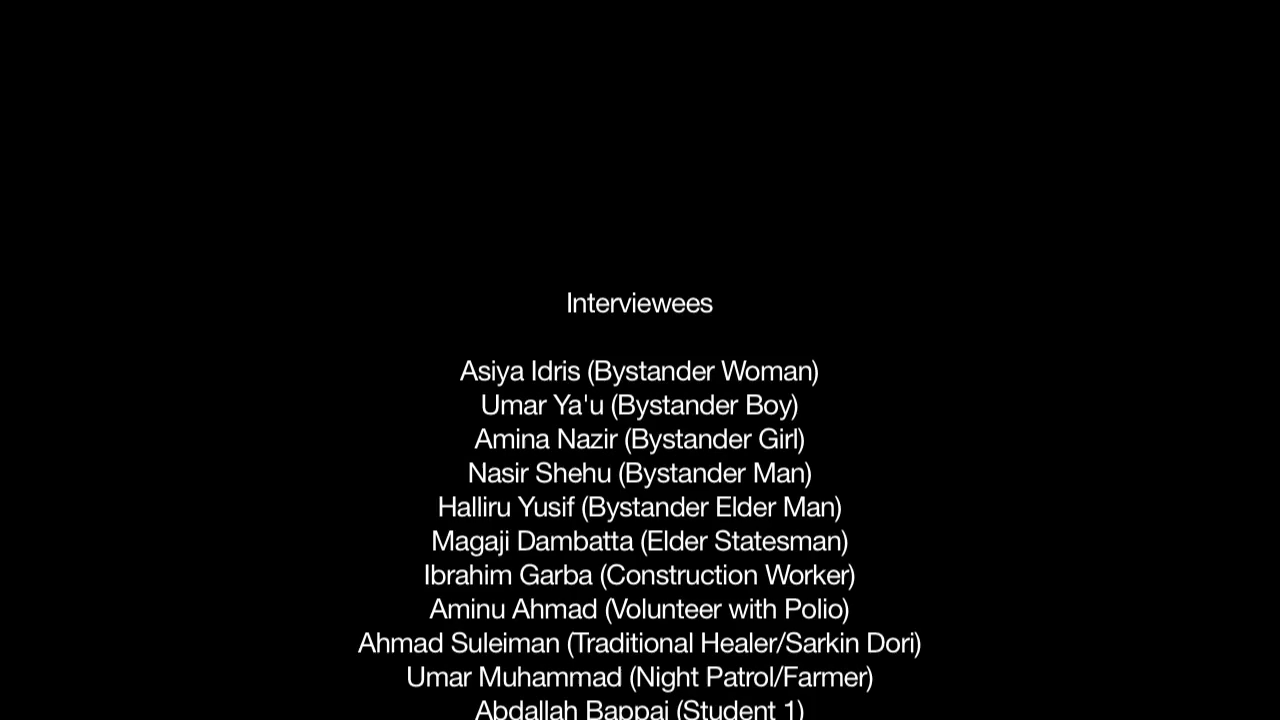 Interviewees
Asiya Idris (Bystander Woman)
Umar Ya'u (Bystander Boy)
Amina Nazir (Bystander Girl)
Nasir Shehu (Bystander Man)
Halliru Yusif (Bystander Elder Man)
Magaji Dambatta (Elder Statesman)
Ibrahim Garba (Construction Worker)
Aminu Ahmad (Volunteer with Polio)
Ahmad Suleiman (Traditional Healer/Sarkin Dori)
Umar Muhammad (Night Patrol/Farmer)
Abdallah Bappai (Student 1)